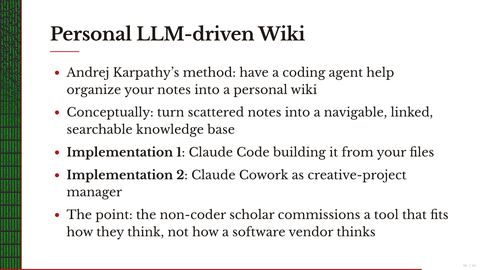 Personal LLM-driven Wiki
• Andrej Karpathy's method: have a coding agent help
organize your notes into a personal wiki
• Conceptually: turn scattered notes into a navigable, linked,
searchable knowledge base
• Implementation 1: Claude Code building it from your files
• Implementation 2: Claude Cowork as creative-project
manager
• The point: the non-coder scholar commissions a tool that fits
how they think, not how a software vendor thinks